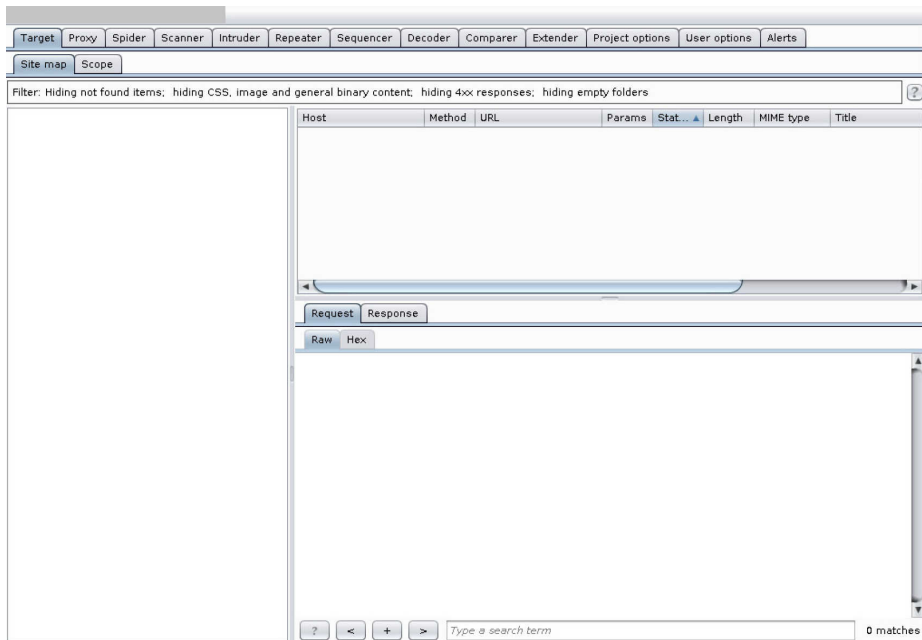 Target Proxy Spider Scanner Intruder Repeater Sequencer Decoder Comparer Extender Project options User options Alerts
Site map Scope
Filter: Hiding not found items; hiding CSS, image and general binary content; hiding 4xx responses; hiding empty folders ?
Host Method URL Params Stat... Length MIME type Title
Request Response
Raw Hex
? < + > Type a search term 0 matches